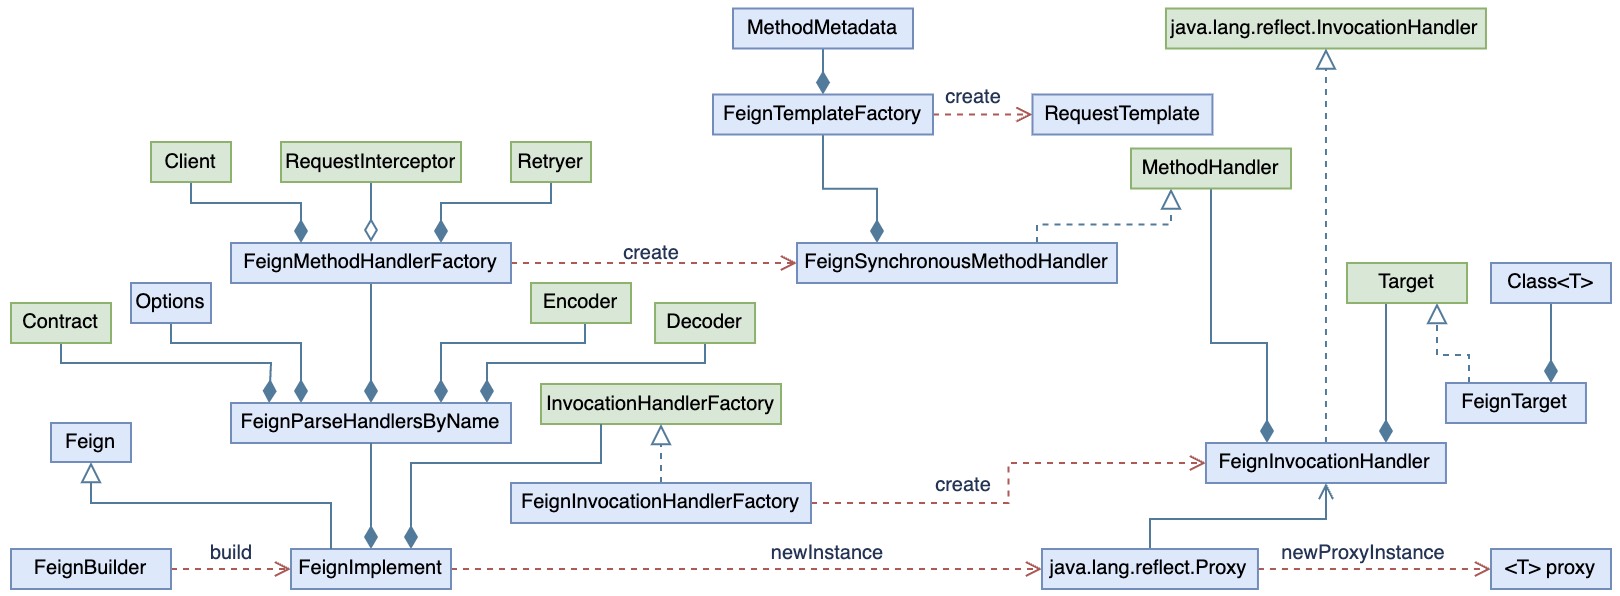 MethodMetadata
java.lang.reflect.InvocationHandler
FeignTemplateFactory
create
RequestTemplate
Client
RequestInterceptor
Retryer
MethodHandler
FeignMethodHandlerFactory
create
FeignSynchronousMethodHandler
Target
Class<T>
Contract
Options
Encoder
Decoder
FeignParseHandlersByName
InvocationHandlerFactory
FeignTarget
Feign
FeignInvocationHandlerFactory
create
FeignInvocationHandler
FeignBuilder
build
FeignImplement
newInstance
java.lang.reflect.Proxy
newProxyInstance
<T> proxy